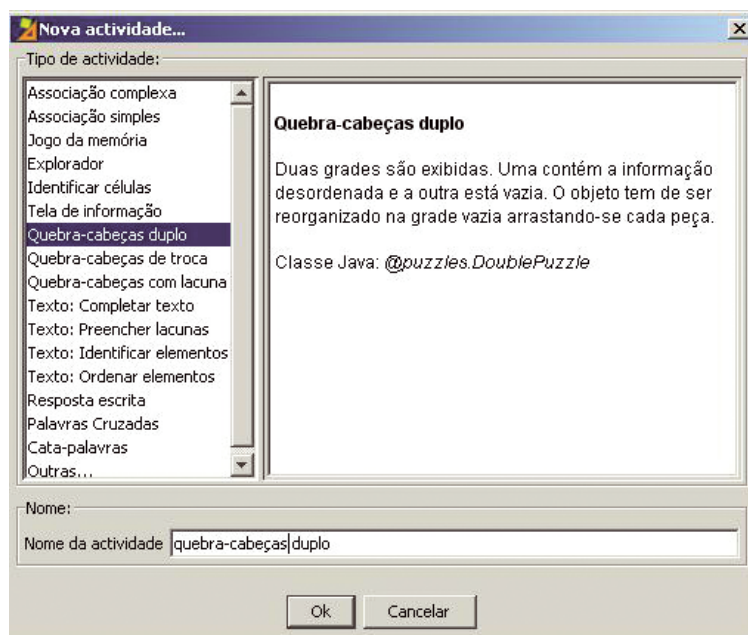 Nova actividade...
Tipo de actividade:
Associação complexa
Associação simples
Jogo da memória
Explorador
Identificar células
Tela de informação
Quebra-cabeças duplo
Quebra-cabeças de troca
Quebra-cabeças com lacuna
Texto: Completar texto
Texto: Preencher lacunas
Texto: Identificar elementos
Texto: Ordenar elementos
Resposta escrita
Palavras Cruzadas
Cata-palavras
Outras...
Quebra-cabeças duplo
Duas grades são exibidas. Uma contém a informação
desordenada e a outra está vazia. O objeto tem de ser
reorganizado na grade vazia arrastando-se cada peça.
Classe Java: @puzzles.DoublePuzzle
Nome:
Nome da actividade quebra-cabeças duplo
Ok Cancelar